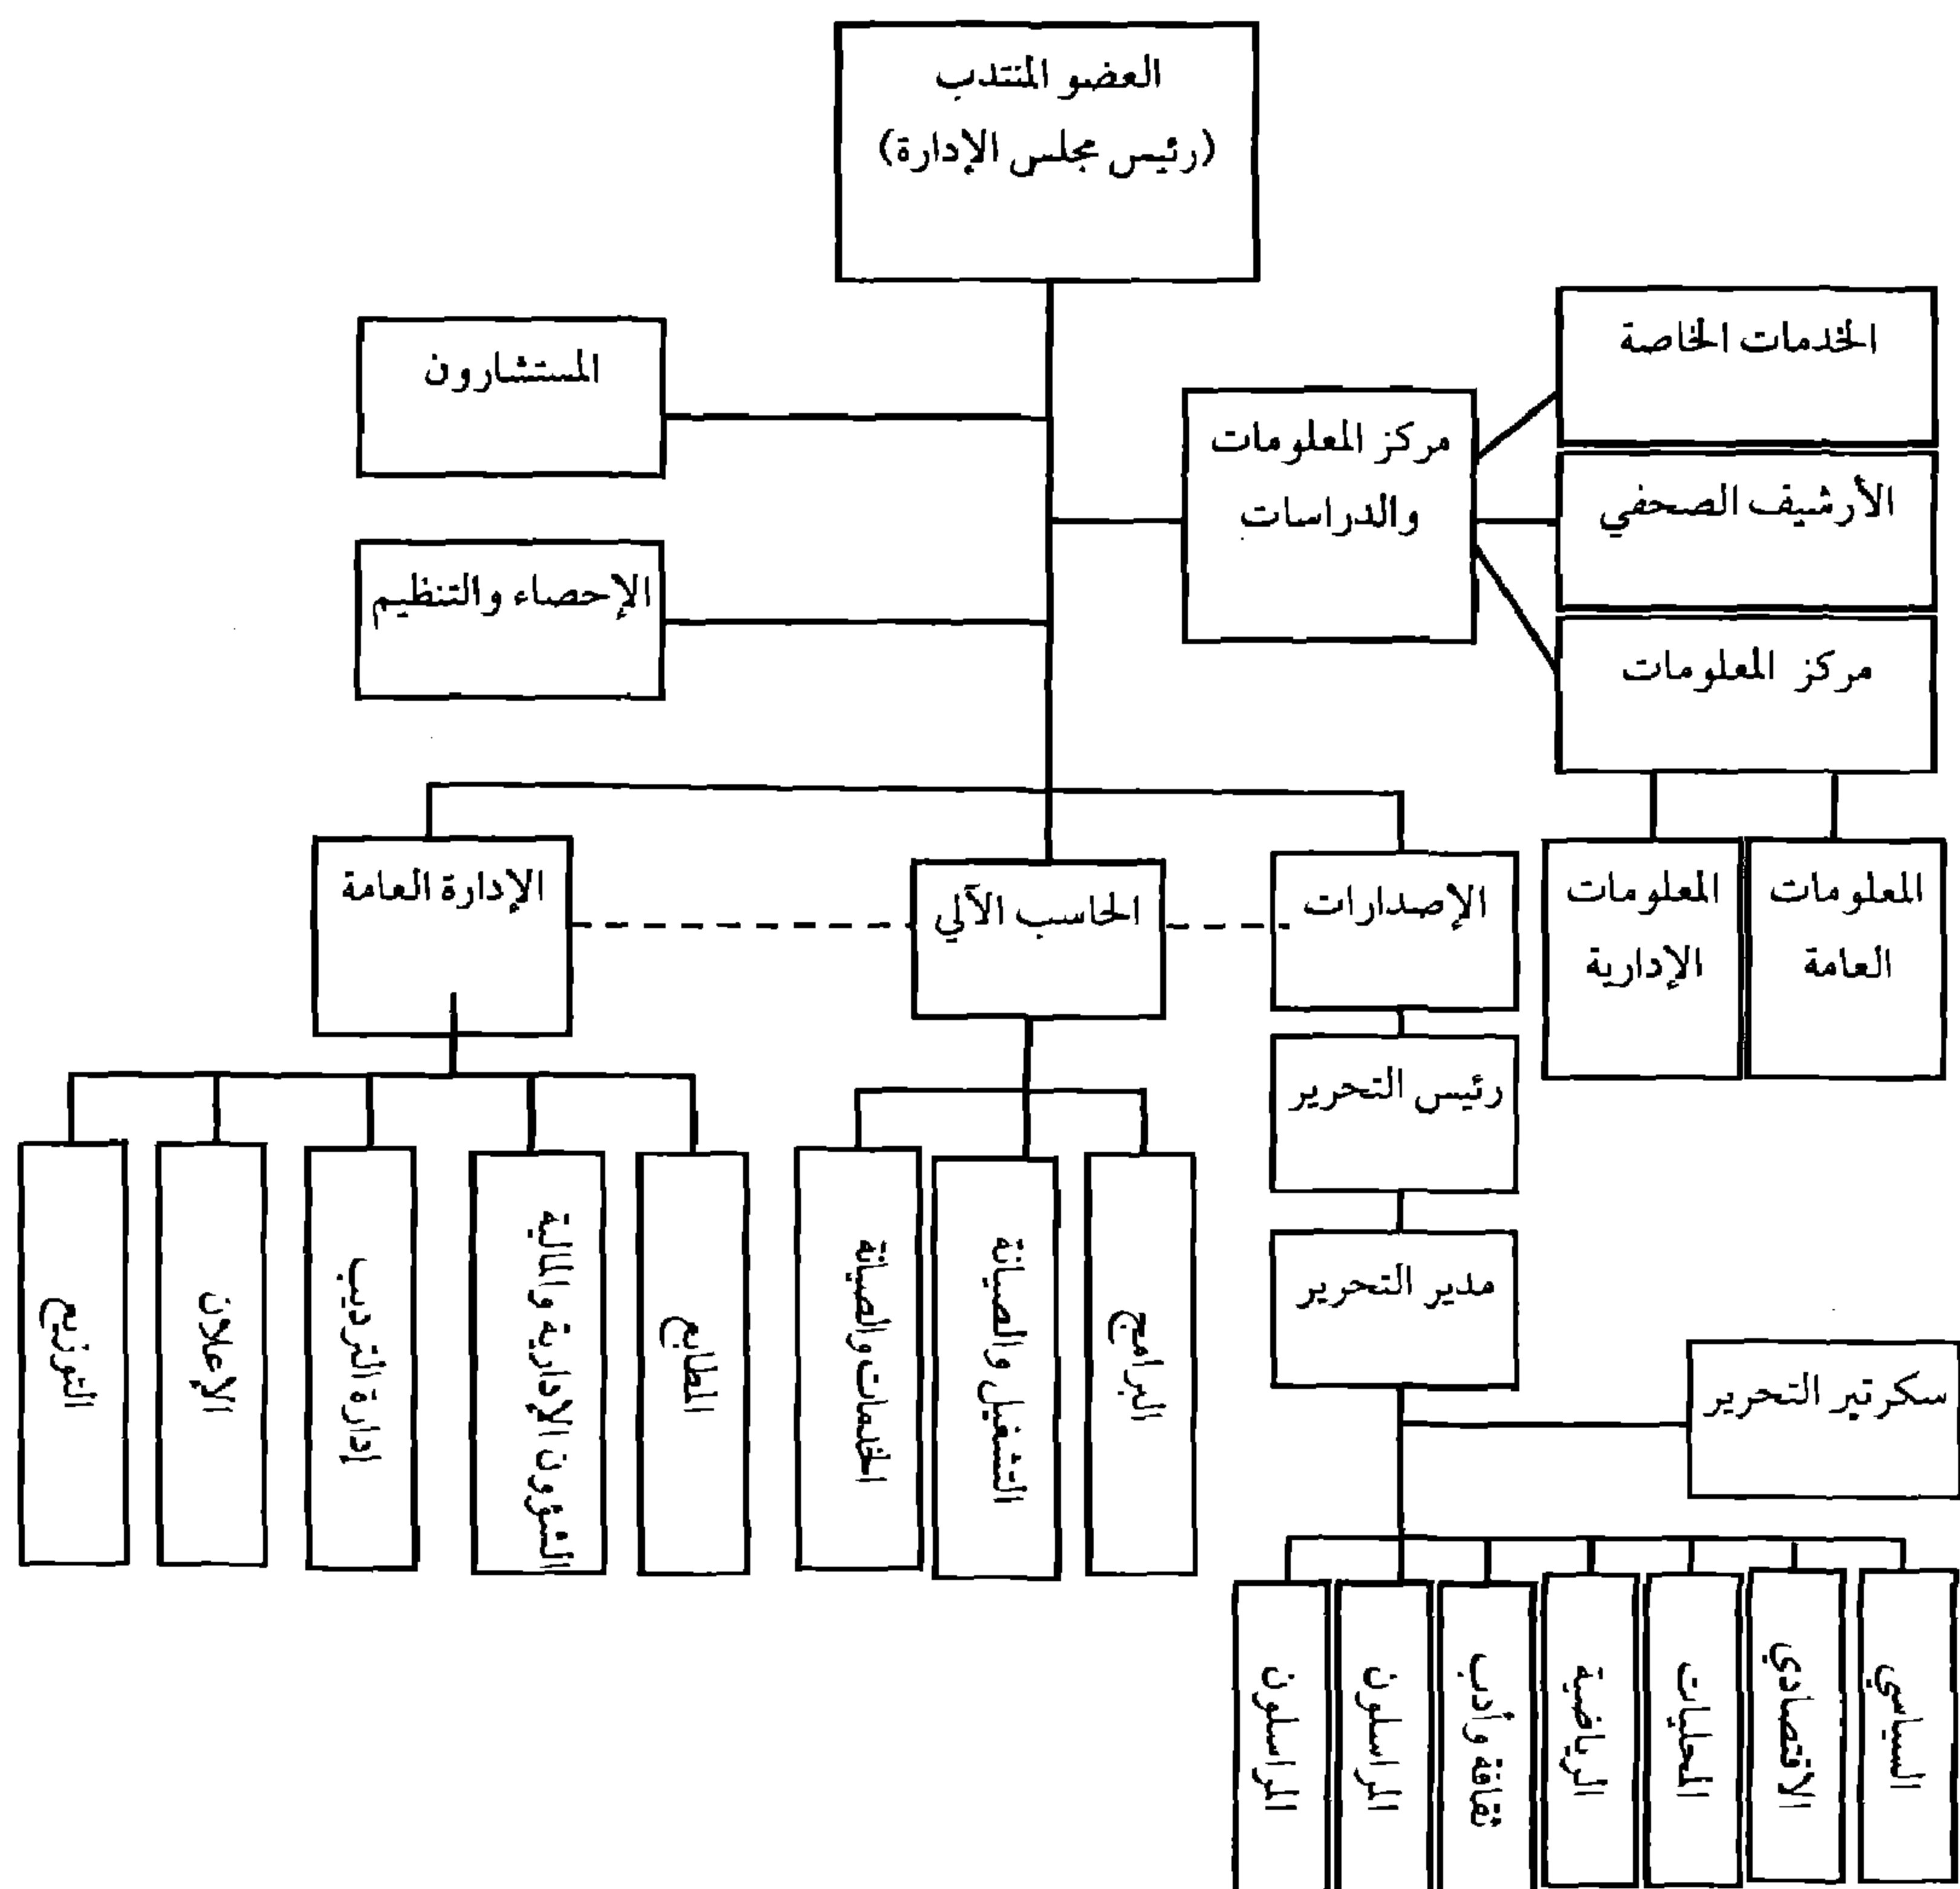 العضو المنتدب
(رئيس مجلس الإدارة)
الخدمات الخاصة
المستشارون
مركز المعلومات
والدراسات
الأرشيف الصحفي
الإحصاء والتنظيم
مركز المعلومات
المعلومات
العامة
المعلومات
الإدارية
الإصدارات
الحاسب الآلي
الإدارة العامة
رئيس التحرير
مدير التحرير
سكرتير التحرير
البرامج
التشغيل والصيانة
الخدمات والصيانة
المطابع
الشؤون الإدارية والمالية
إدارة التدريب
الإعلان
التوزيع
السياسي
الاقتصادي
المحليات
الرياضية
ثقافة وأدب
المراسلون
المراسلون